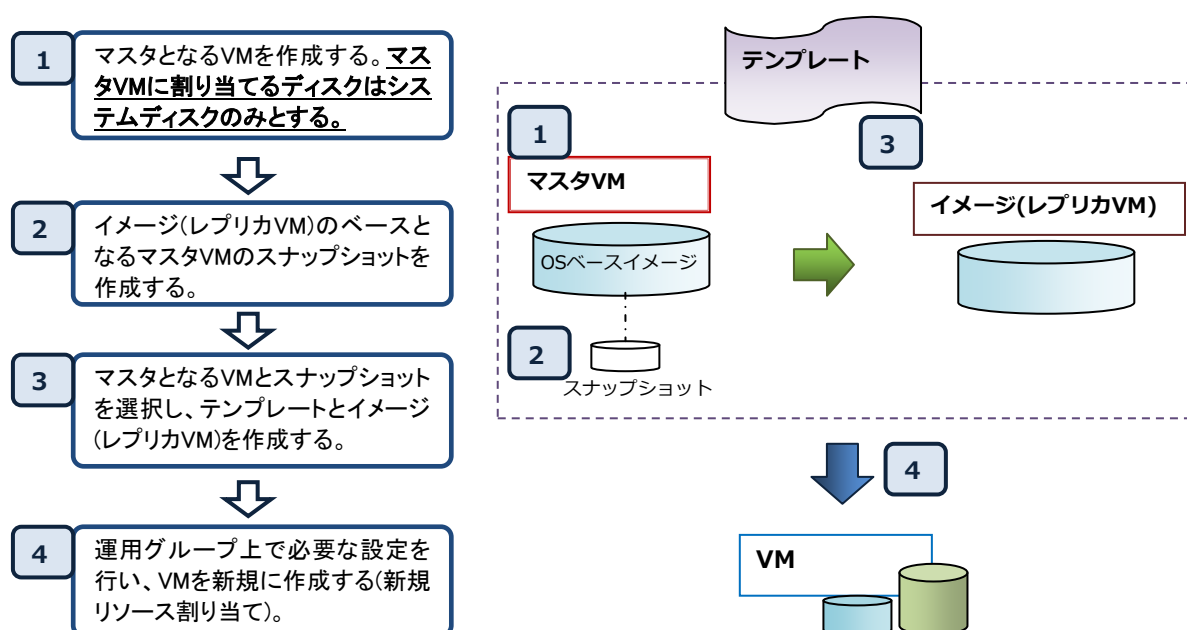 1
マスタとなるVMを作成する。マス
タVMに割り当てるディスクはシス
テムディスクのみとする。
2
イメージ(レプリカVM)のベースと
なるマスタVMのスナップショットを
作成する。
3
マスタとなるVMとスナップショット
を選択し、テンプレートとイメージ
(レプリカVM)を作成する。
4
運用グループ上で必要な設定を
行い、VMを新規に作成する(新規
リソース割り当て)。
テンプレート
1
3
マスタVM
イメージ(レプリカVM)
OSベースイメージ
2
スナップショット
4
VM